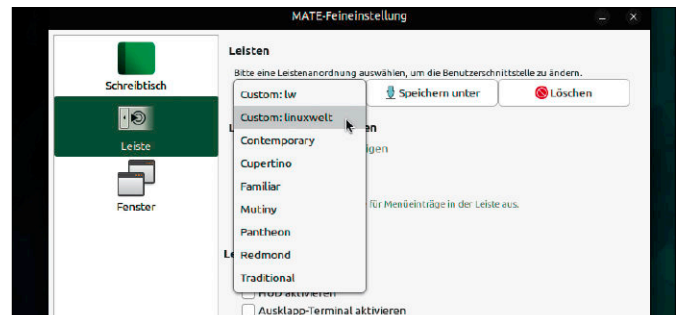 MATE-Feineinstellung
Schreibtisch
Leiste
Fenster
Leisten
Bitte eine Leistenanordnung auswählen, um die Benutzerschnittstelle zu ändern.
Speichern unter
Löschen
Custom: lw
Custom: linuxwelt
Contemporary
Cupertino
Familiar
Mutiny
Pantheon
Redmond
Traditional
für Menüeinträge in der Leiste aus.
HUD aktivieren
Ausklapp-Terminal aktivieren